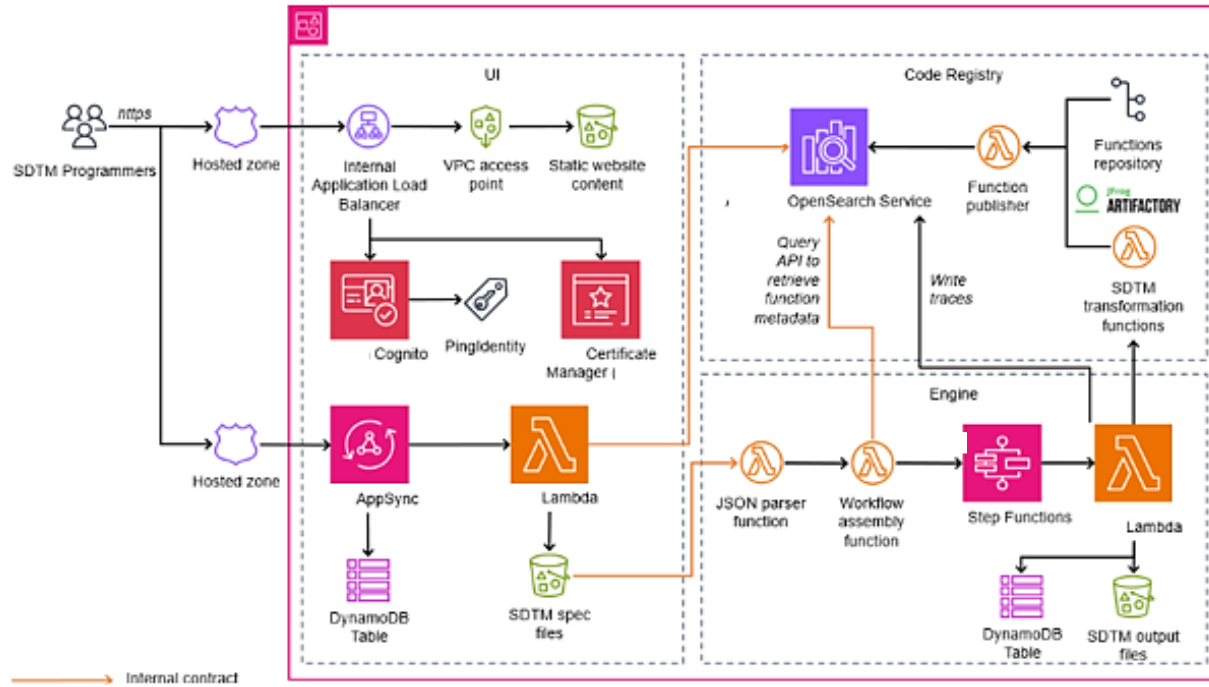 UI
Code Registry
https
SDTM Programmers
Hosted zone
Internal
Application Load
Balancer
VPC access
point
Static website
content
OpenSearch Service
Function
publisher
Functions
repository
jFrog
ARTIFACTORY
Query
API to
retrieve
function
metadata
Write
traces
SDTM
transformation
functions
Cognito
PingIdentity
Certificate
Manager (
Engine
Hosted zone
AppSync
Lambda
JSON parser
function
Workflow
assembly
function
Step Functions
Lambda
DynamoDB
Table
SDTM spec
files
DynamoDB
Table
SDTM output
files
Internal contract